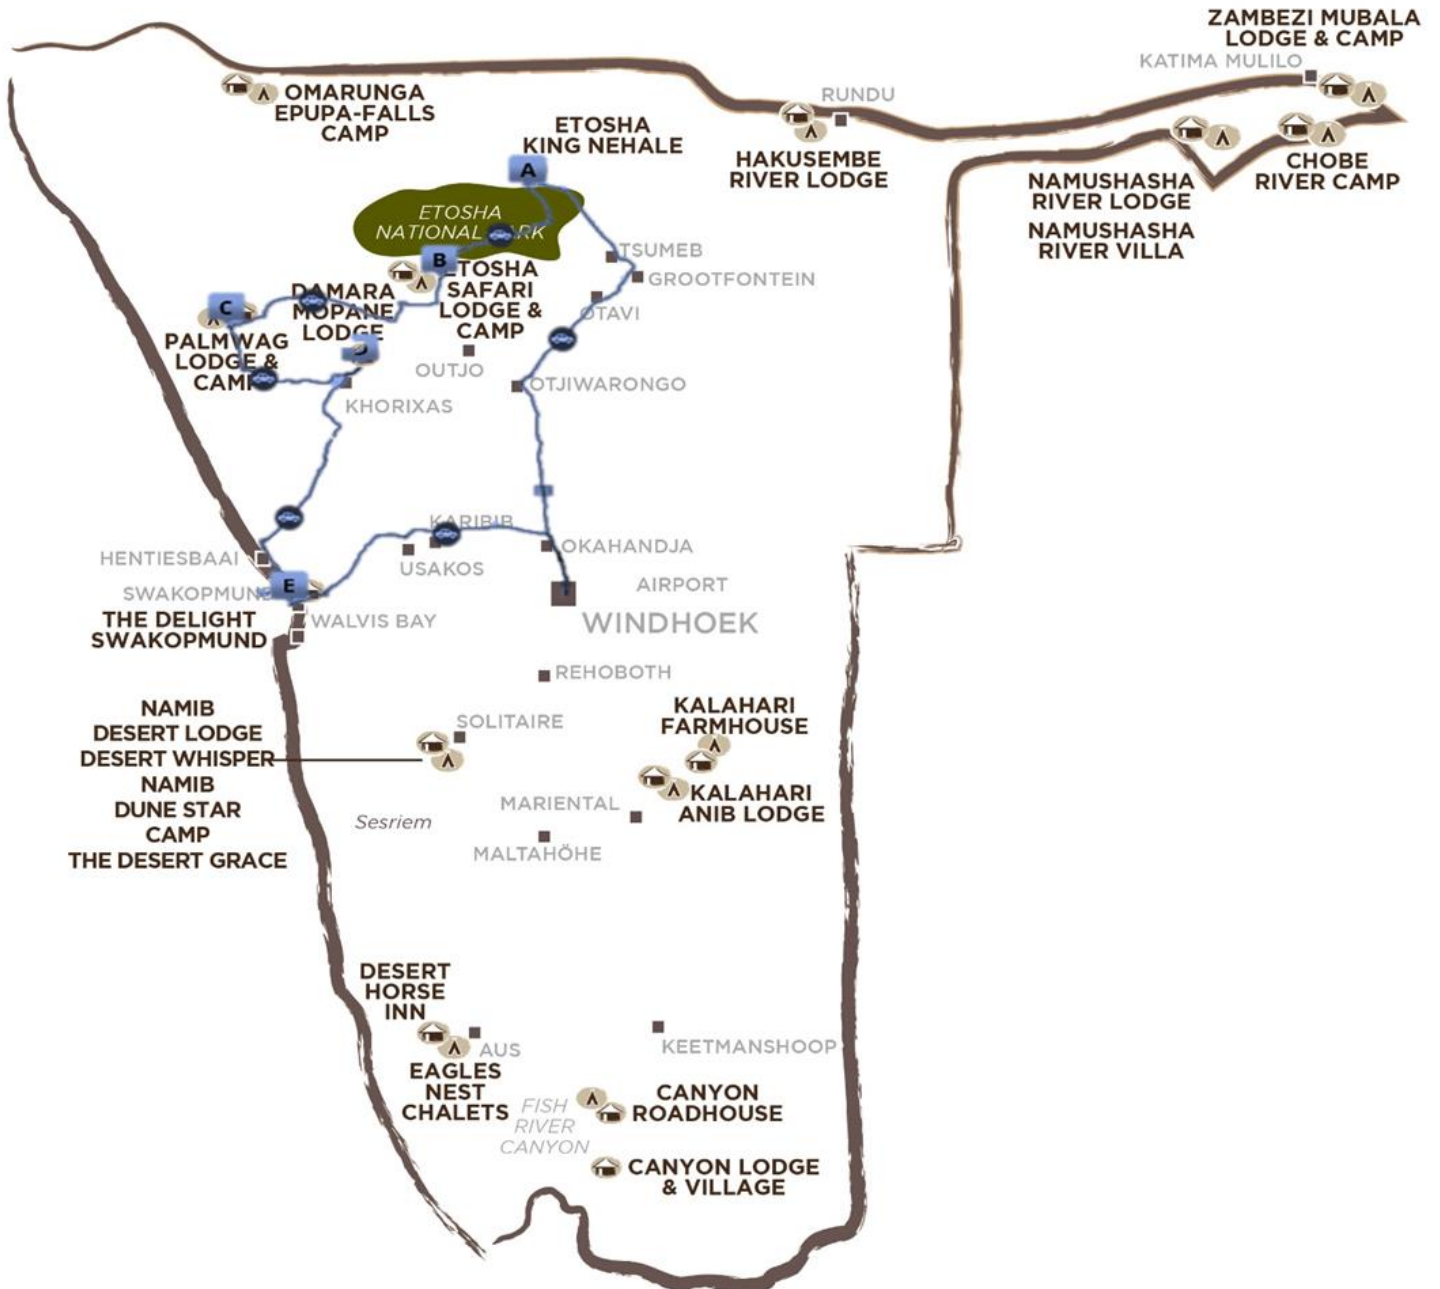 ZAMBEZI MUBALA
LODGE & CAMP
KATIMA MULILO
OMARUNGA
EPUPA-FALLS
CAMP
RUNDU
ETOSHA
KING NEHALE
A
HAKUSEMBE
RIVER LODGE
CHOBE
RIVER CAMP
NAMUSHASHA
RIVER LODGE
NAMUSHASHA
RIVER VILLA
ETOSHA
NATIONAL PARK
B
TSUMEB
GROOTFONTEIN
ETOSHA
SAFARI
LODGE &
CAMP
DAMARA
MOPANE
LODGE
C
OTAVI
PALMWAG
LODGE &
CAMP
D
OUTJO
OTJIWARONGO
KHORIXAS
KARIBIB
HENTIESBAAI
OKAHANDJA
USAKOS
E
SWAKOPMUND
AIRPORT
WINDHOEK
THE DELIGHT
SWAKOPMUND
WALVIS BAY
REHOBOTH
NAMIB
DESERT LODGE
DESERT WHISPER
NAMIB
DUNE STAR
CAMP
THE DESERT GRACE
SOLITAIRE
KALAHARI
FARMHOUSE
KALAHARI
ANIB LODGE
MARIENTAL
Sesriem
MALTAHÖHE
DESERT
HORSE
INN
AUS
KEETMANSHOOP
EAGLES
NEST
CHALETS
FISH
RIVER
CANYON
CANYON
ROADHOUSE
CANYON LODGE
& VILLAGE